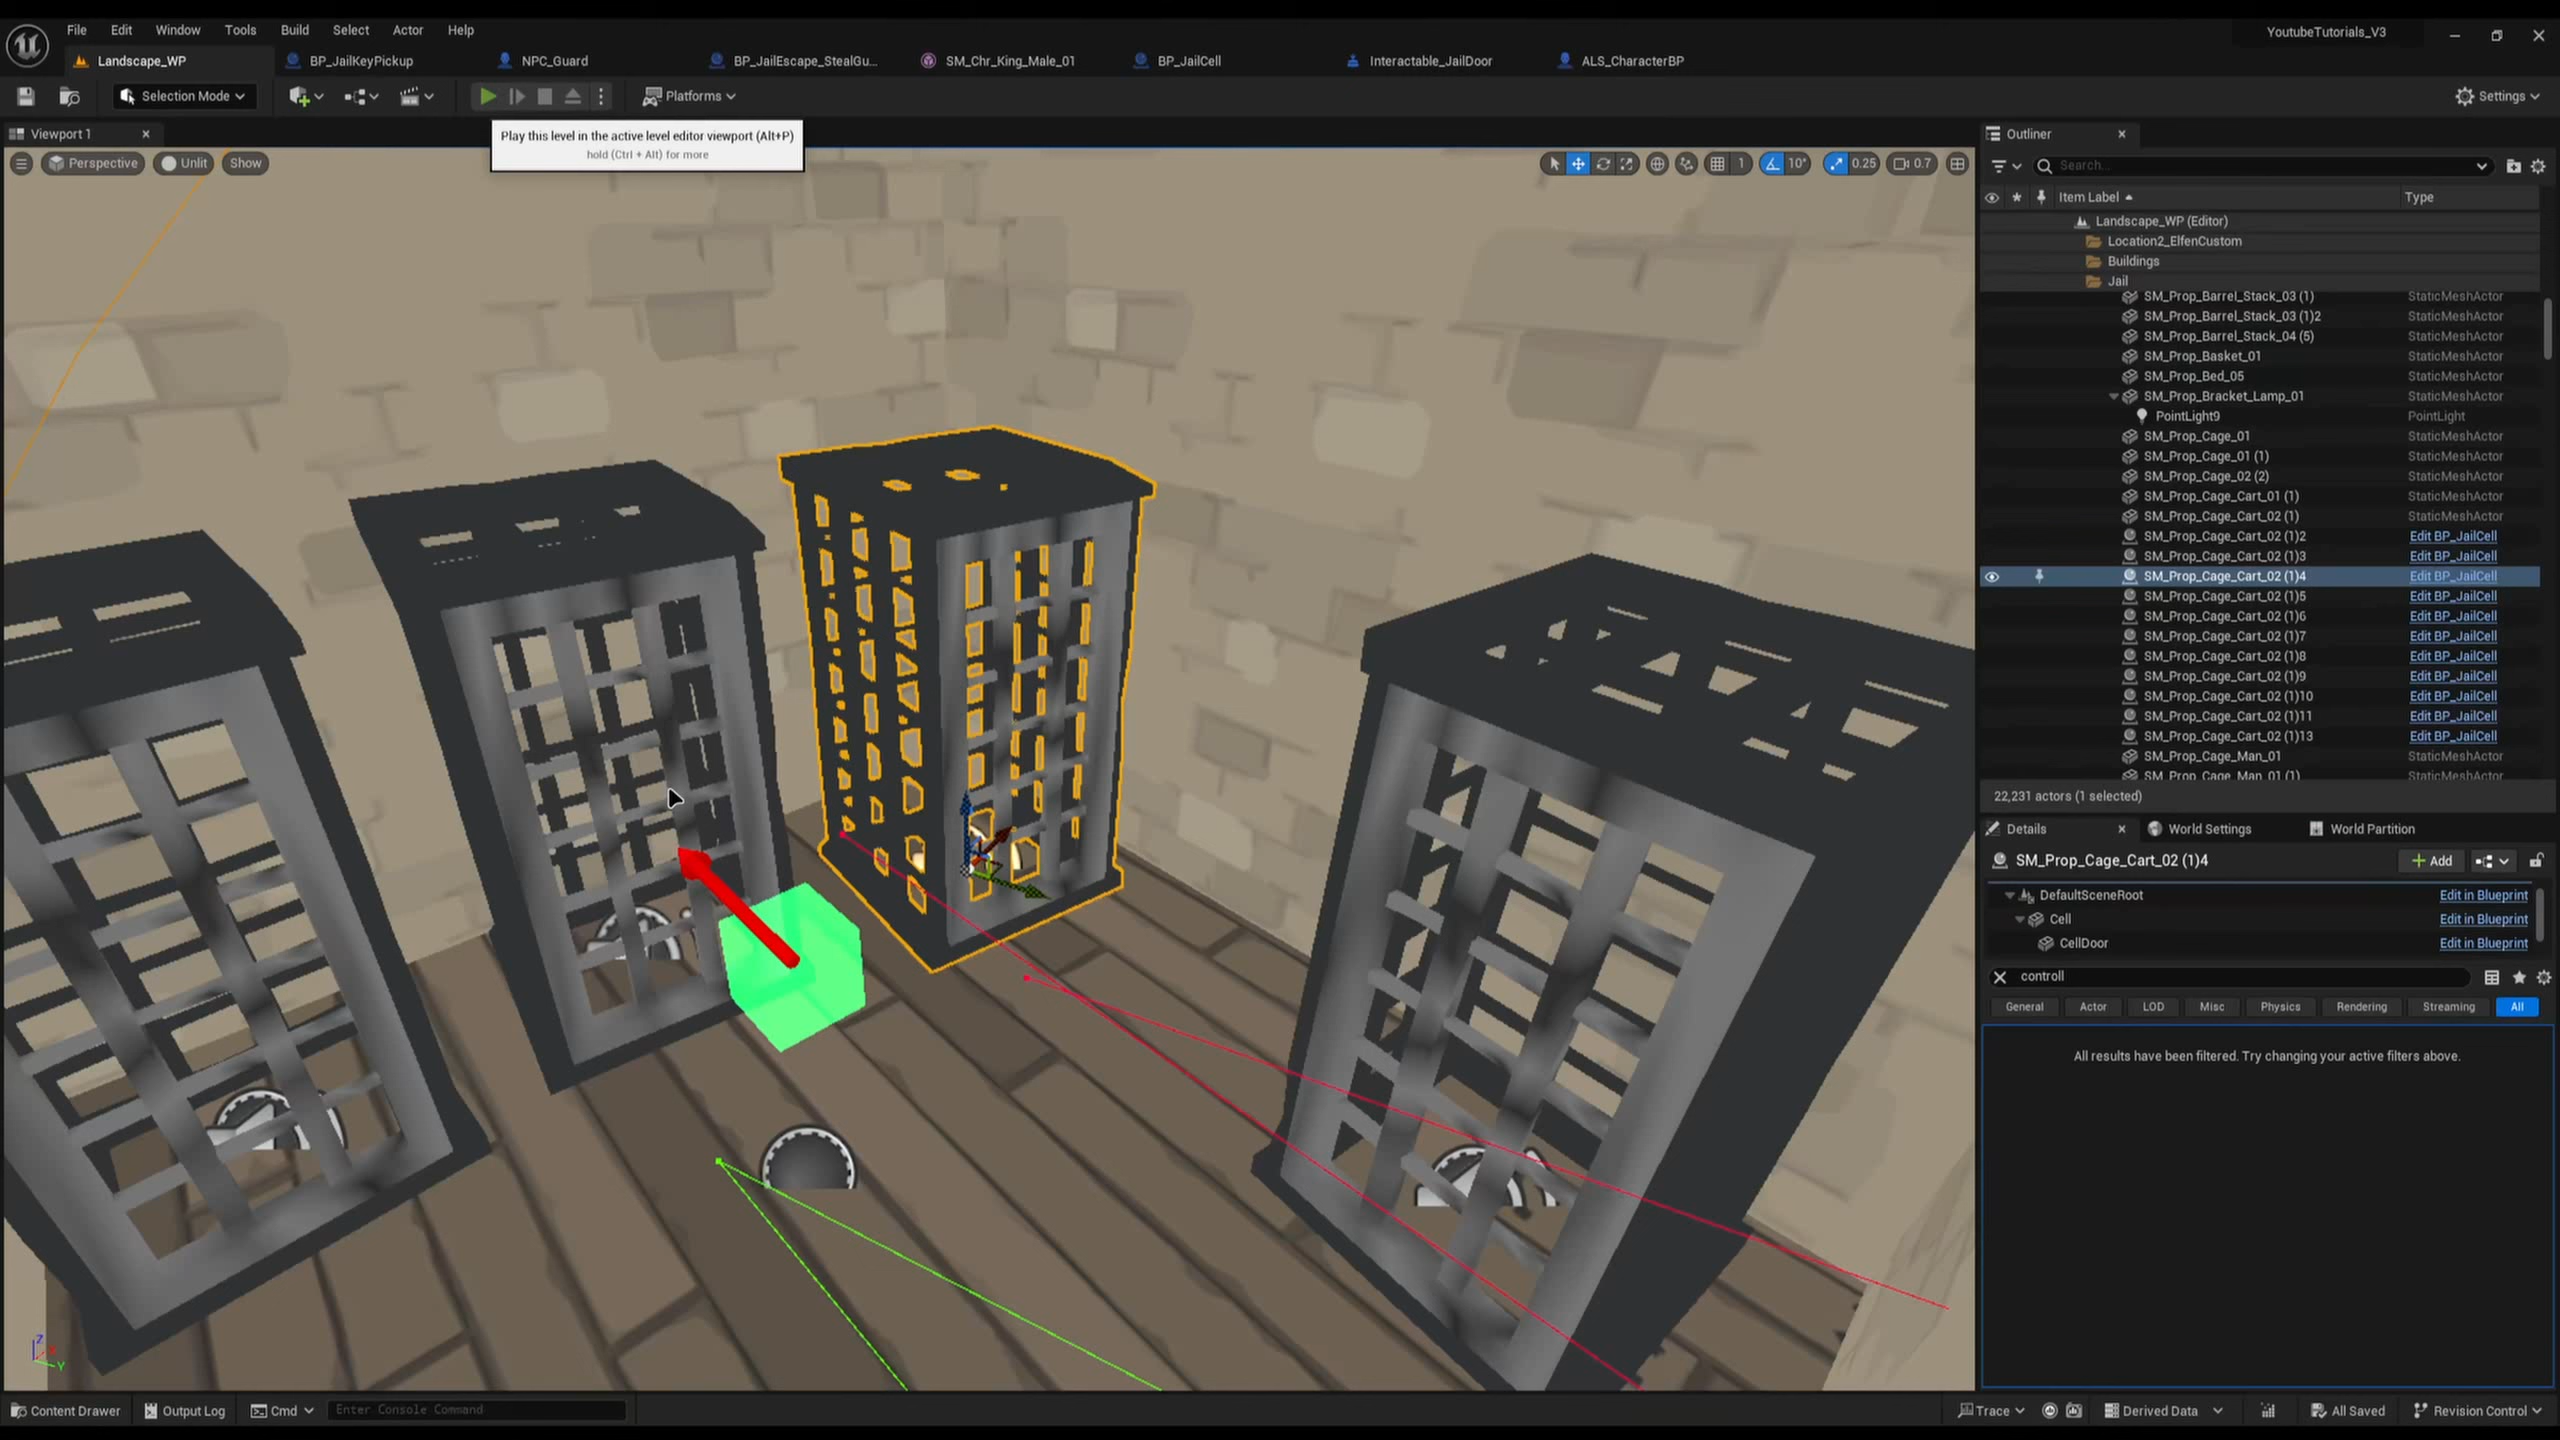 File Edit Window Tools Build Select Actor Help
YoutubeTutorials_V3
Landscape_WP BP_JailKeyPickup NPC_Guard BP_JailEscape_StealGu... SM_Chr_King_Male_01 BP_JailCell Interactable_JailDoor ALS_CharacterBP
Selection Mode Platforms Settings
Viewport 1
Play this level in the active level editor viewport (Alt+P)
hold (Ctrl + Alt) for more
Perspective Unlit Show
1 10° 0.25 0.7
Outliner
Search...
Item Label Type
Landscape_WP (Editor)
Location2_ElfenCustom
Buildings
Jail
SM_Prop_Barrel_Stack_03 (1) StaticMeshActor
SM_Prop_Barrel_Stack_03 (1)2 StaticMeshActor
SM_Prop_Barrel_Stack_04 (5) StaticMeshActor
SM_Prop_Basket_01 StaticMeshActor
SM_Prop_Bed_05 StaticMeshActor
SM_Prop_Bracket_Lamp_01 StaticMeshActor
PointLight9 PointLight
SM_Prop_Cage_01 StaticMeshActor
SM_Prop_Cage_01 (1) StaticMeshActor
SM_Prop_Cage_02 (2) StaticMeshActor
SM_Prop_Cage_Cart_01 (1) StaticMeshActor
SM_Prop_Cage_Cart_02 (1) StaticMeshActor
SM_Prop_Cage_Cart_02 (1)2 Edit BP_JailCell
SM_Prop_Cage_Cart_02 (1)3 Edit BP_JailCell
SM_Prop_Cage_Cart_02 (1)4 Edit BP_JailCell
SM_Prop_Cage_Cart_02 (1)5 Edit BP_JailCell
SM_Prop_Cage_Cart_02 (1)6 Edit BP_JailCell
SM_Prop_Cage_Cart_02 (1)7 Edit BP_JailCell
SM_Prop_Cage_Cart_02 (1)8 Edit BP_JailCell
SM_Prop_Cage_Cart_02 (1)9 Edit BP_JailCell
SM_Prop_Cage_Cart_02 (1)10 Edit BP_JailCell
SM_Prop_Cage_Cart_02 (1)11 Edit BP_JailCell
SM_Prop_Cage_Cart_02 (1)13 Edit BP_JailCell
SM_Prop_Cage_Man_01 StaticMeshActor
SM_Prop_Cage_Man_01 (1) StaticMeshActor
22,231 actors (1 selected)
Details World Settings World Partition
SM_Prop_Cage_Cart_02 (1)4 Add
DefaultSceneRoot Edit in Blueprint
Cell Edit in Blueprint
CellDoor Edit in Blueprint
controll
General Actor LOD Misc Physics Rendering Streaming All
All results have been filtered. Try changing your active filters above.
Z
Y
Content Drawer Output Log Cmd Enter Console Command Trace Derived Data All Saved Revision Control